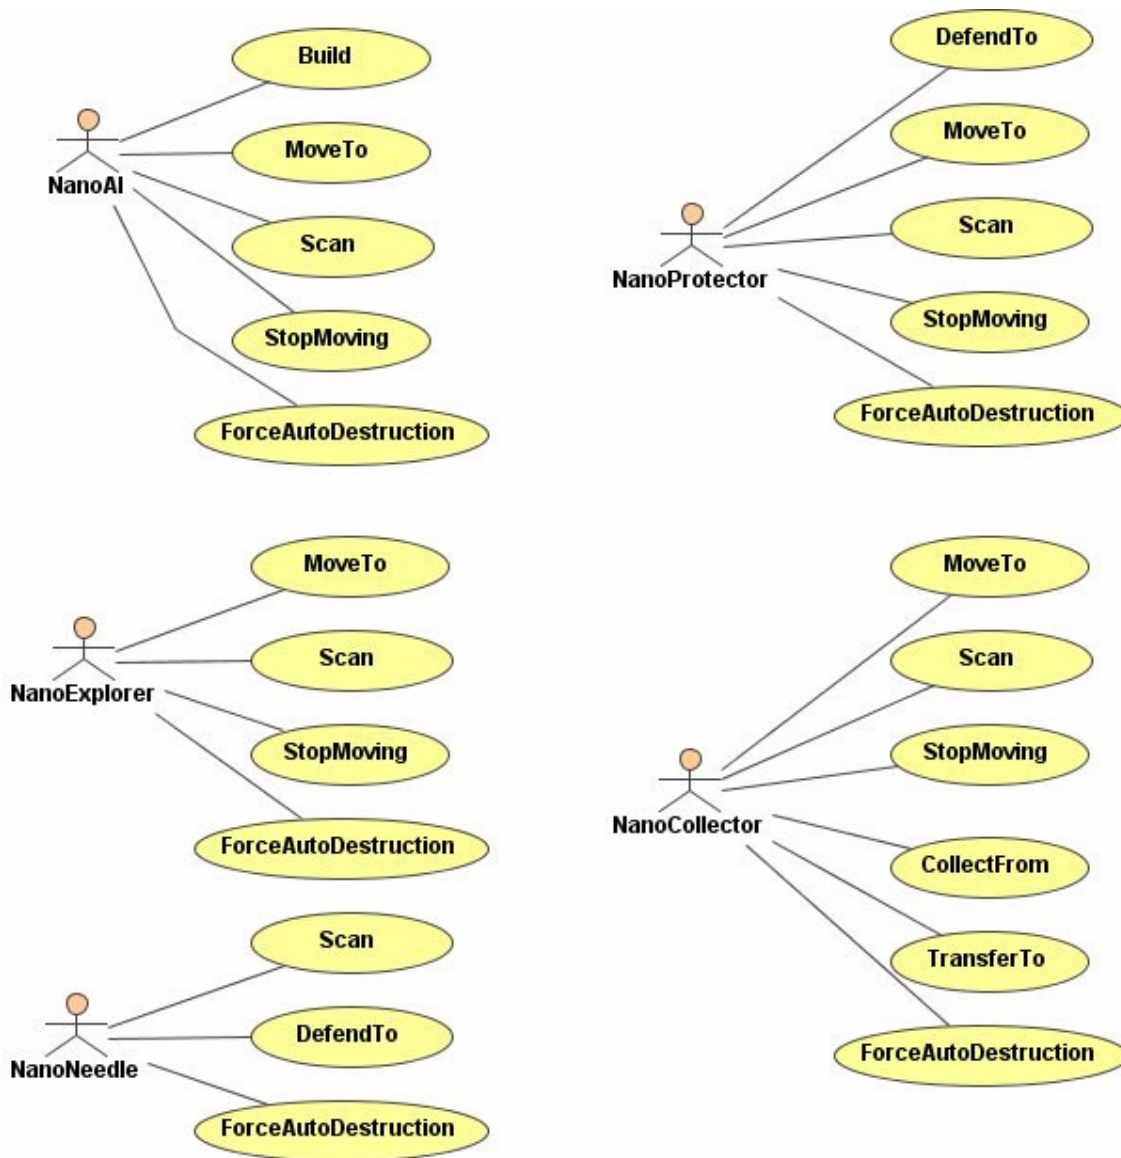 Build
MoveTo
NanoAI
Scan
StopMoving
ForceAutoDestruction
DefendTo
MoveTo
Scan
NanoProtector
StopMoving
ForceAutoDestruction
MoveTo
Scan
NanoExplorer
StopMoving
ForceAutoDestruction
MoveTo
Scan
StopMoving
NanoCollector
CollectFrom
TransferTo
ForceAutoDestruction
Scan
DefendTo
NanoNeedle
ForceAutoDestruction